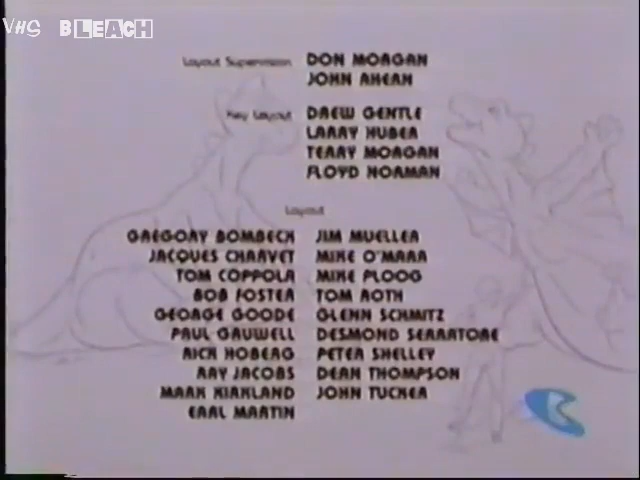 VHS BLEACH
Layout Supervision DON MORGAN
JOHN AHERN
Key Layout DREW GENTLE
LARRY HUBER
TERRY MORGAN
FLOYD NORMAN
Layout
GREGORY BOMBECK JIM MUELLER
JACQUES CHARVET MIKE O'MARA
TOM COPPOLA MIKE PLOOG
BOB FOSTER TOM ROTH
GEORGE GOODE GLENN SCHMITZ
PAUL GRUWELL DESMOND SERRATORE
RICK HOBERG PETER SHELLEY
RAY JACOBS DEAN THOMPSON
MARK KIRKLAND JOHN TUCKER
EARL MARTIN